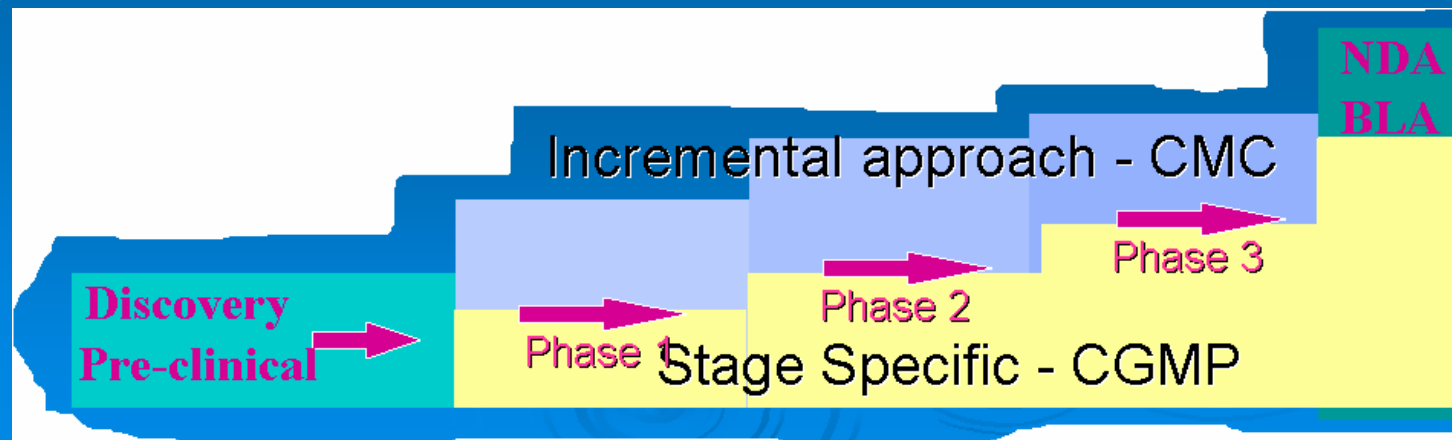 NDA
BLA
Incremental approach - CMC
Phase 3
Phase 2
Phase 1
Discovery
Pre-clinical
Stage Specific - CGMP